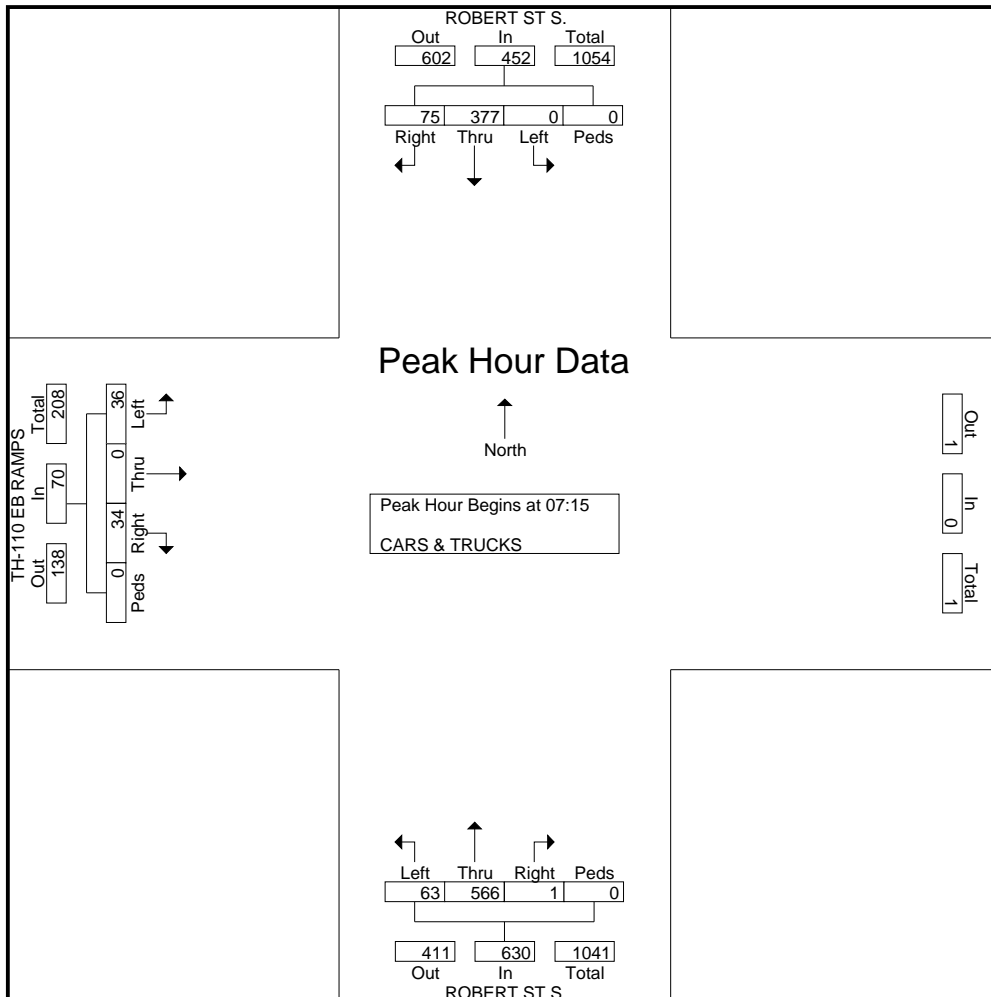 ROBERT ST S.
Out In Total
602 452 1054
75 377 0 0
Right Thru Left Peds
Peak Hour Data
North
Peak Hour Begins at 07:15
CARS & TRUCKS
TH-110 EB RAMPS
Out In Total
138 70 208
0 34 0 36
Peds Right Thru Left
Out In Total
1 0 1
Left Thru Right Peds
63 566 1 0
411 630 1041
Out In Total
ROBERT ST S.